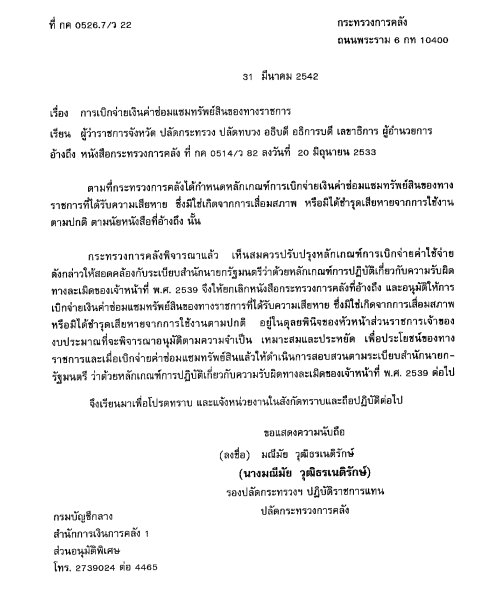 ที่ กค 0526.7/ว 22
กระทรวงการคลัง
ถนนพระราม 6 กท 10400
31 มีนาคม 2542
เรื่อง การเบิกจ่ายเงินค่าซ่อมแซมทรัพย์สินของทางราชการ
เรียน ผู้ว่าราชการจังหวัด ปลัดกระทรวง ปลัดทบวง อธิบดี อธิการบดี เลขาธิการ ผู้อำนวยการ
อ้างถึง หนังสือกระทรวงการคลัง ที่ กค 0514/ว 82 ลงวันที่ 20 มิถุนายน 2533
ตามที่กระทรวงการคลังได้กำหนดหลักเกณฑ์การเบิกจ่ายเงินค่าซ่อมแซมทรัพย์สินของทาง
ราชการที่ได้รับความเสียหาย ซึ่งมิใช่เกิดจากการเสื่อมสภาพ หรือมิได้ชำรุดเสียหายจากการใช้งาน
ตามปกติ ตามนัยหนังสือที่อ้างถึง นั้น
กระทรวงการคลังพิจารณาแล้ว เห็นสมควรปรับปรุงหลักเกณฑ์การเบิกจ่ายค่าใช้จ่าย
ดังกล่าวให้สอดคล้องกับระเบียบสำนักนายกรัฐมนตรีว่าด้วยหลักเกณฑ์การปฏิบัติเกี่ยวกับความรับผิด
ทางละเมิดของเจ้าหน้าที่ พ.ศ. 2539 จึงให้ยกเลิกหนังสือกระทรวงการคลังที่อ้างถึง และอนุมัติให้การ
เบิกจ่ายเงินค่าซ่อมแซมทรัพย์สินของทางราชการที่ได้รับความเสียหาย ซึ่งมิใช่เกิดจากการเสื่อมสภาพ
หรือมิได้ชำรุดเสียหายจากการใช้งานตามปกติ อยู่ในดุลยพินิจของหัวหน้าส่วนราชการเจ้าของ
งบประมาณที่จะพิจารณาอนุมัติตามความจำเป็น เหมาะสมและประหยัด เพื่อประโยชน์ของทาง
ราชการและเมื่อเบิกจ่ายค่าซ่อมแซมทรัพย์สินแล้วให้ดำเนินการสอบสวนตามระเบียบสำนักนายก-
รัฐมนตรี ว่าด้วยหลักเกณฑ์การปฏิบัติเกี่ยวกับความรับผิดทางละเมิดของเจ้าหน้าที่ พ.ศ. 2539 ต่อไป
จึงเรียนมาเพื่อโปรดทราบ และแจ้งหน่วยงานในสังกัดทราบและถือปฏิบัติต่อไป
ขอแสดงความนับถือ
(ลงชื่อ) มณีมัย วุฒิธรเนติรักษ์
(นางมณีมัย วุฒิธรเนติรักษ์)
รองปลัดกระทรวงฯ ปฏิบัติราชการแทน
ปลัดกระทรวงการคลัง
กรมบัญชีกลาง
สำนักการเงินการคลัง 1
ส่วนอนุมัติพิเศษ
โทร. 2739024 ต่อ 4465